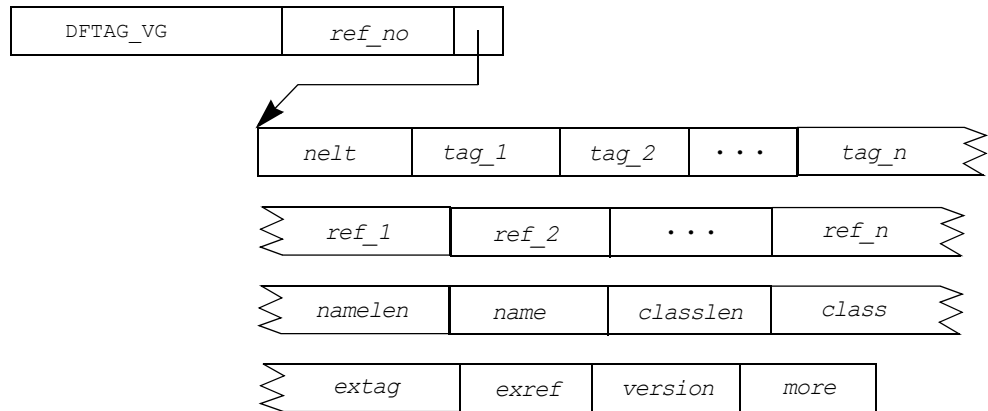 DFTAG_VG ref_no
nelt tag_1 tag_2 ... tag_n
ref_1 ref_2 ... ref_n
namelen name classlen class
extag exref version more